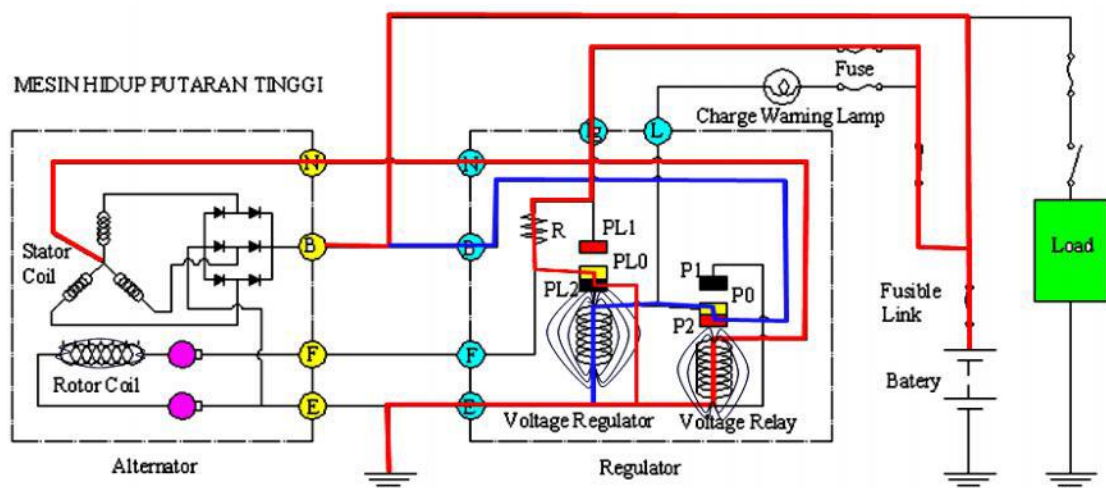 MESIN HIDUP PUTARAN TINGGI
Fuse
Charge Warning Lamp
Ig
L
N
N
Stator
Coil
B
B
R
PL1
PL0
PL2
P1
P0
P2
Load
Fusible
Link
F
F
Rotor Coil
Batery
E
E
Voltage Regulator
Voltage Relay
Alternator
Regulator